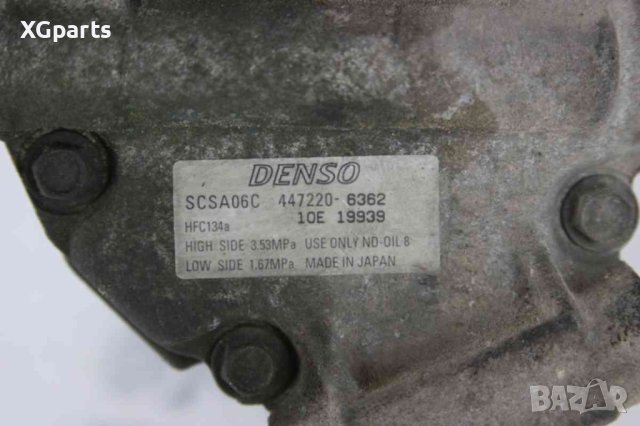 XGparts
DENSO
SCSA06C 447220- 6362
10E 19939
HFC134a
HIGH SIDE 3.53MPa USE ONLY ND-OIL 8
LOW SIDE 1.67MPa MADE IN JAPAN
BAZAR